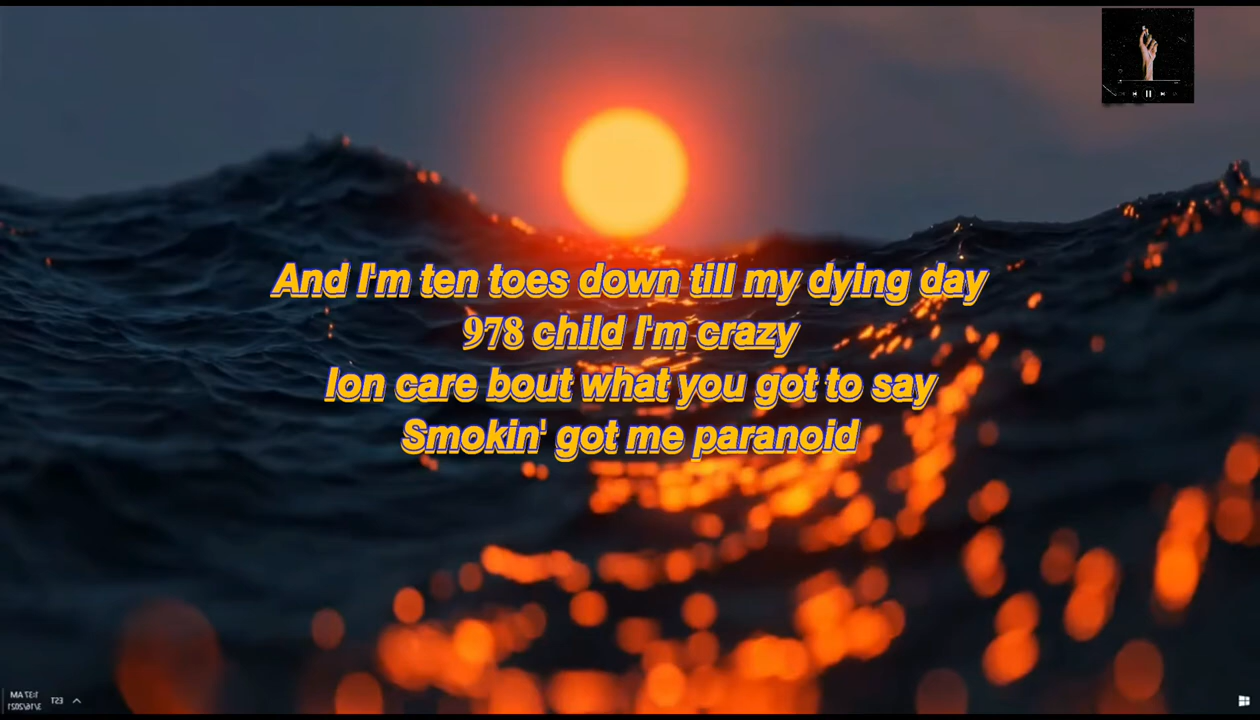 And I'm ten toes down till my dying day
978 child I'm crazy
Ion care bout what you got to say
Smokin' got me paranoid